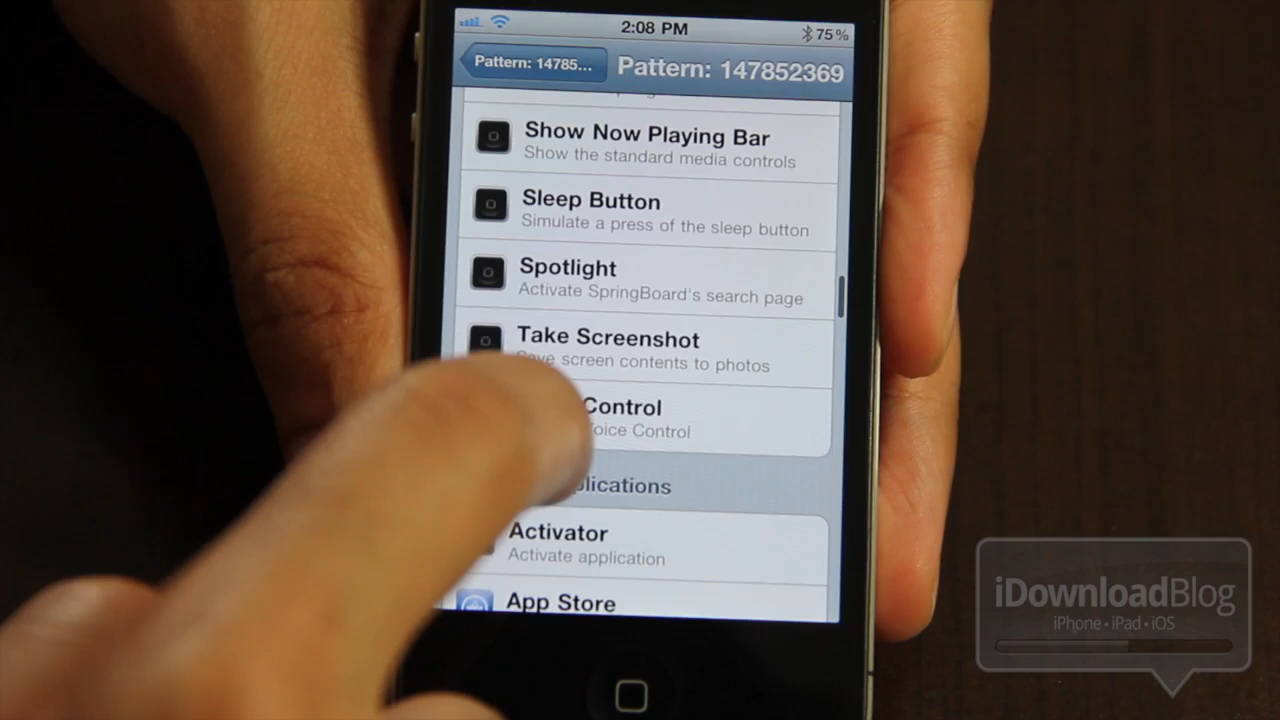 2:08 PM
75%
Pattern: 14785...
Pattern: 147852369
Show Now Playing Bar
Show the standard media controls
Sleep Button
Simulate a press of the sleep button
Spotlight
Activate SpringBoard's search page
Take Screenshot
Save screen contents to photos
Control
Voice Control
plications
Activator
Activate application
App Store
iDownloadBlog
iPhone • iPad • iOS